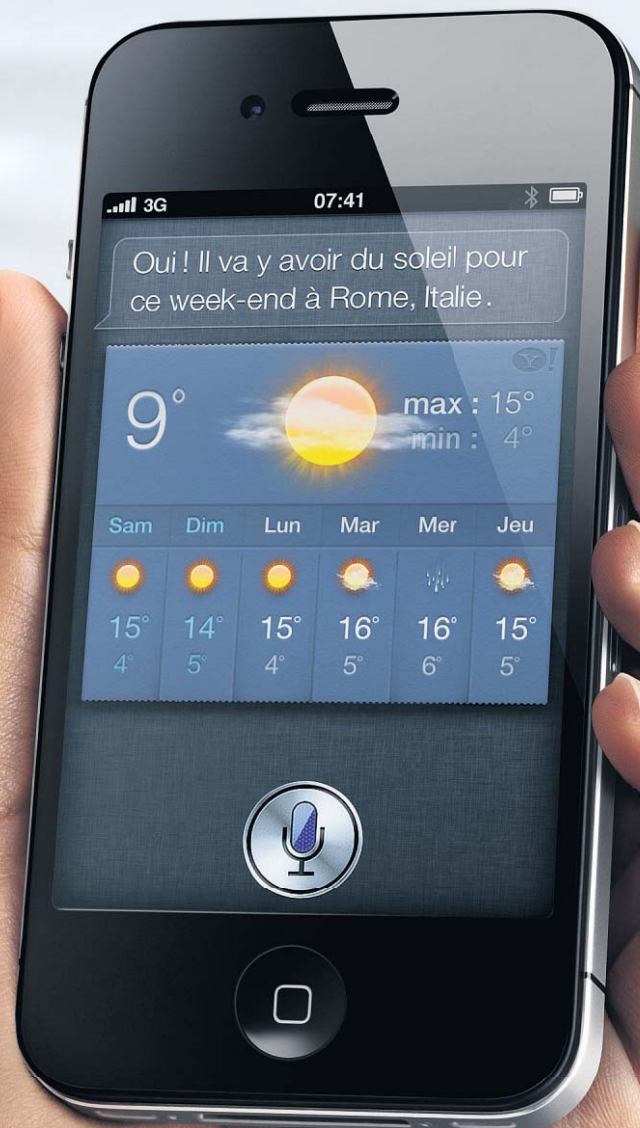 3G 07:41
Oui ! Il va y avoir du soleil pour
ce week-end à Rome, Italie.
Y!
9° max : 15°
min : 4°
Sam Dim Lun Mar Mer Jeu
15° 14° 15° 16° 16° 15°
4° 5° 4° 5° 6° 5°